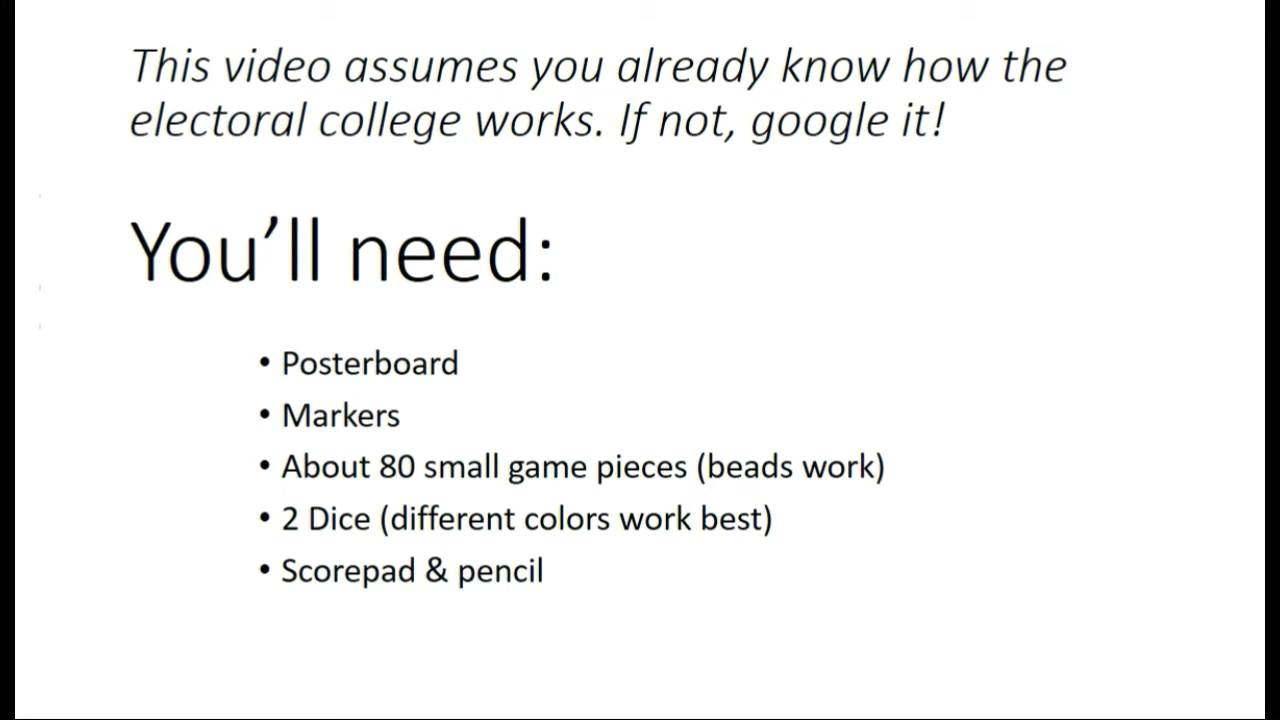 This video assumes you already know how the
electoral college works. If not, google it!
You’ll need:
• Posterboard
• Markers
• About 80 small game pieces (beads work)
• 2 Dice (different colors work best)
• Scorepad & pencil